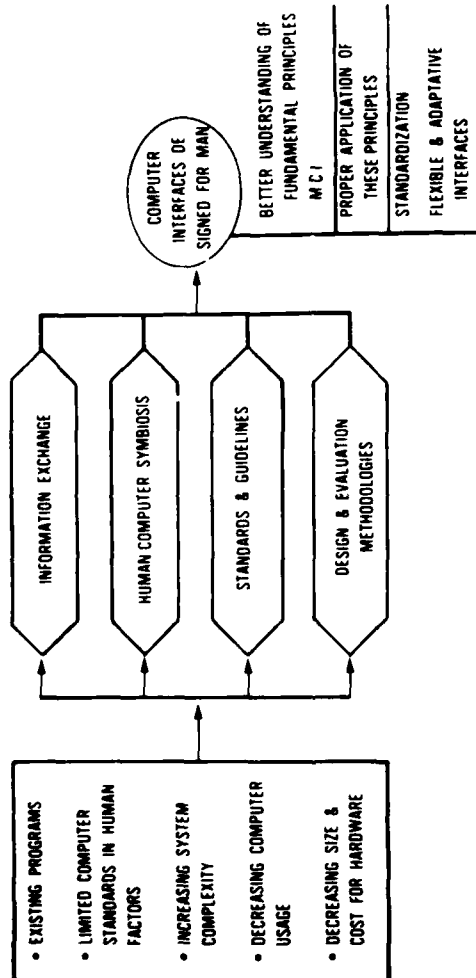 • EXISTING PROGRAMS
• LIMITED COMPUTER
STANDARDS IN HUMAN
FACTORS
• INCREASING SYSTEM
COMPLEXITY
• DECREASING COMPUTER
USAGE
• DECREASING SIZE &
COST FOR HARDWARE
INFORMATION EXCHANGE
HUMAN COMPUTER SYMBIOSIS
STANDARDS & GUIDELINES
DESIGN & EVALUATION
METHODOLOGIES
COMPUTER
INTERFACES DE
SIGNED FOR MAN
BETTER UNDERSTANDING OF
FUNDAMENTAL PRINCIPLES
M C I
PROPER APPLICATION OF
THESE PRINCIPLES
STANDARDIZATION
FLEXIBLE & ADAPTATIVE
INTERFACES